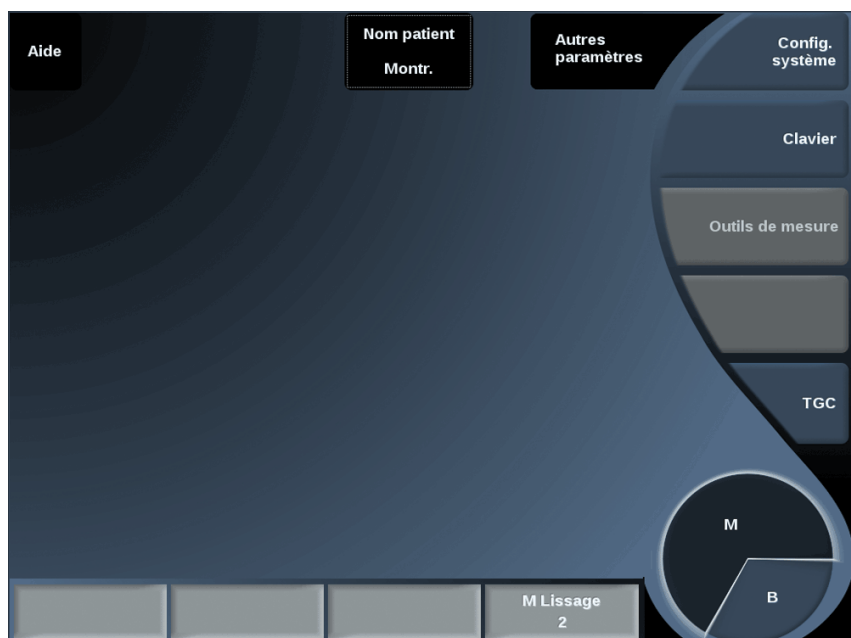 Aide
Nom patient
Montr.
Autres
paramètres
Config.
système
Clavier
Outils de mesure
TGC
M
B
M Lissage
2